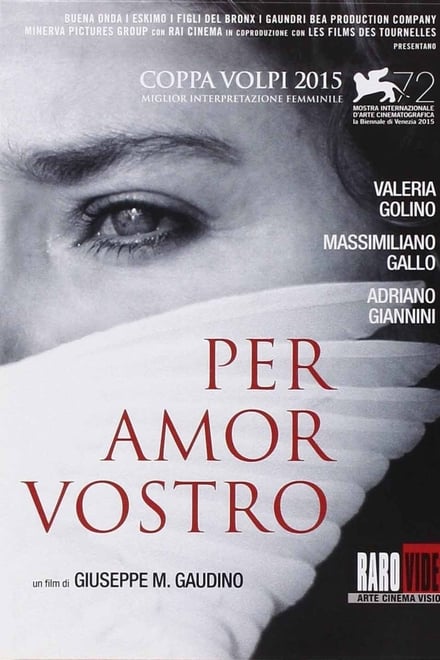 BUENA ONDA I ESKIMO I FIGLI DEL BRONX I GAUNDRI BEA PRODUCTION COMPANY
MINERVA PICTURES GROUP CON RAI CINEMA IN COPRODUZIONE CON LES FILMS DES TOURNELLES
PRESENTANO
COPPA VOLPI 2015
MIGLIOR INTERPRETAZIONE FEMMINILE
72
MOSTRA INTERNAZIONALE
D'ARTE CINEMATOGRAFICA
la Biennale di Venezia 2015
VALERIA
GOLINO
MASSIMILIANO
GALLO
ADRIANO
GIANNINI
PER
AMOR
VOSTRO
un film di GIUSEPPE M. GAUDINO
RARO VIDE
ARTE CINEMA VISIO